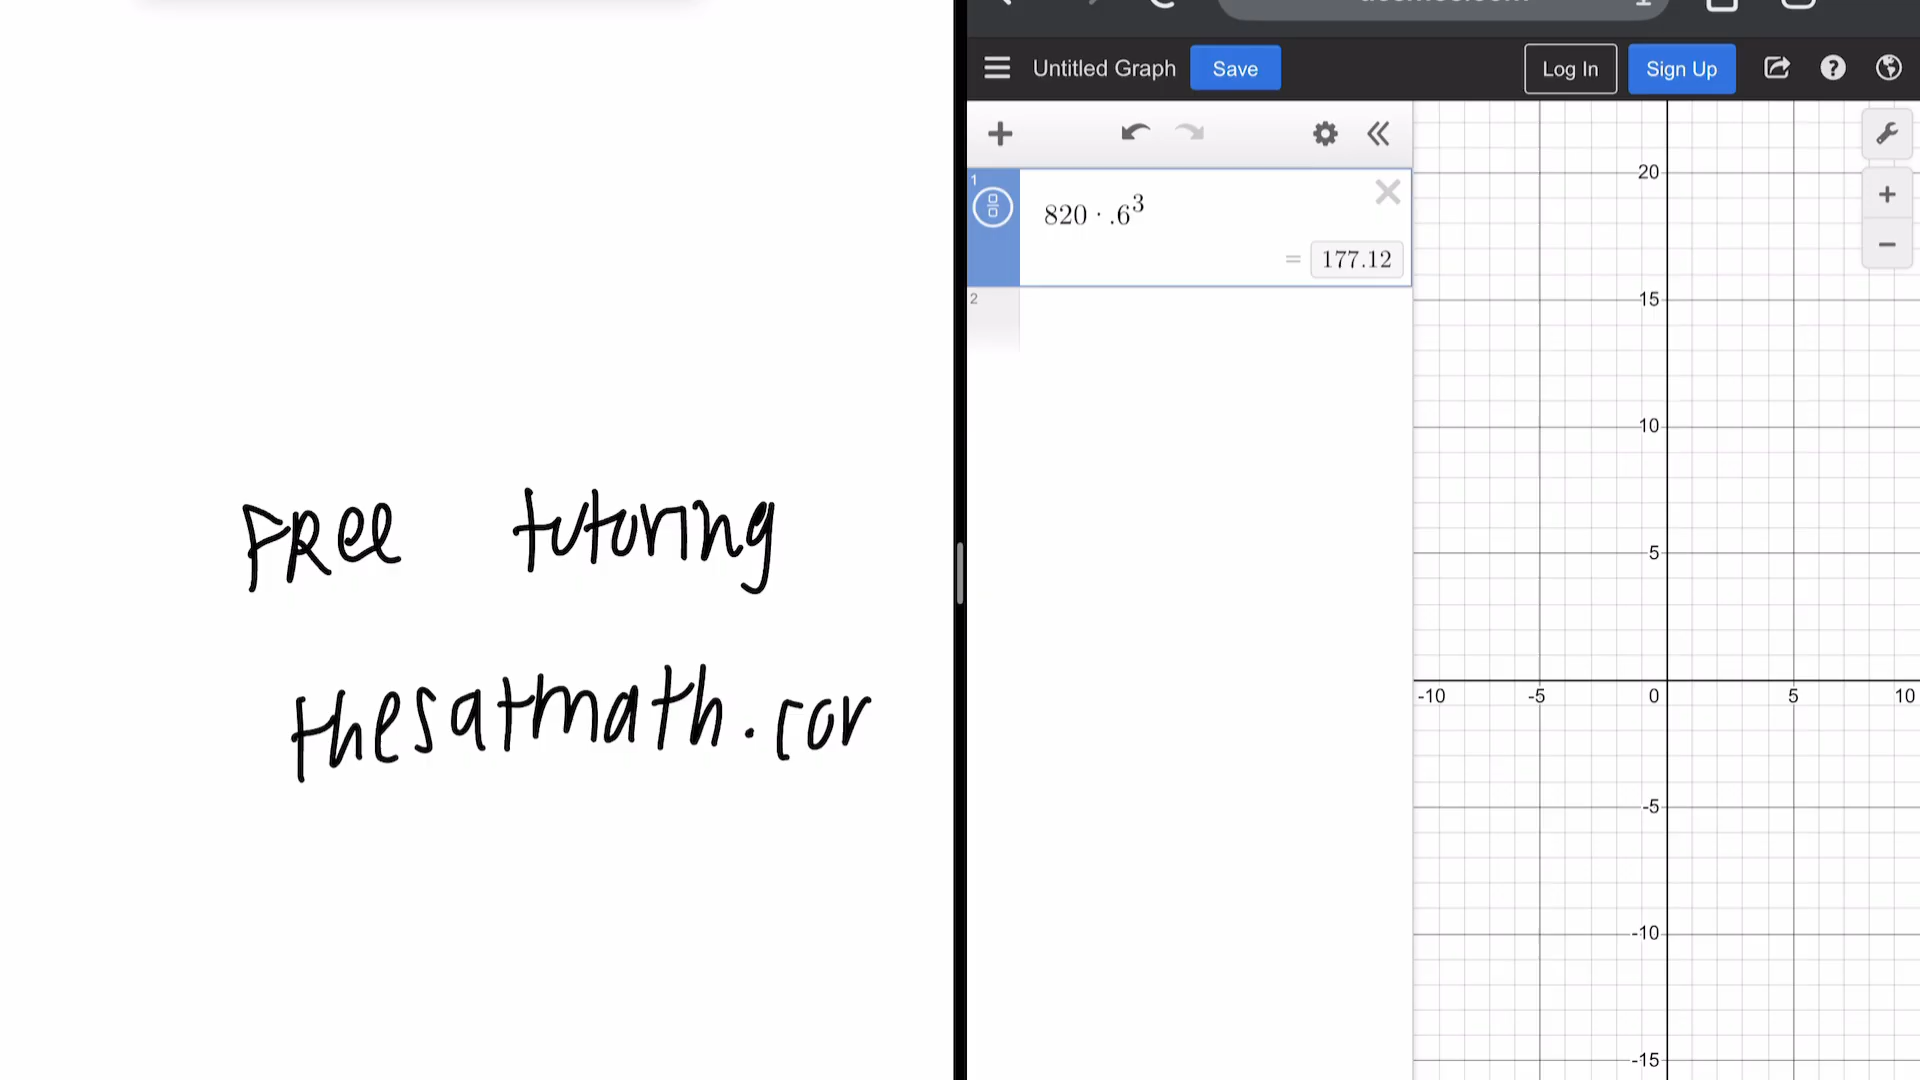 Untitled Graph Save Log In Sign Up
1
820 · .6³
= 177.12
2
20
15
10
5
-10 -5 0 5 10
-5
-10
-15
FRee tutoring
thesatmath.cor